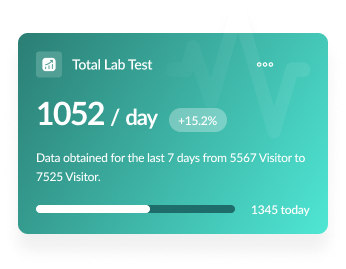 Total Lab Test
1052 / day +15.2%
Data obtained for the last 7 days from 5567 Visitor to
7525 Visitor.
1345 today